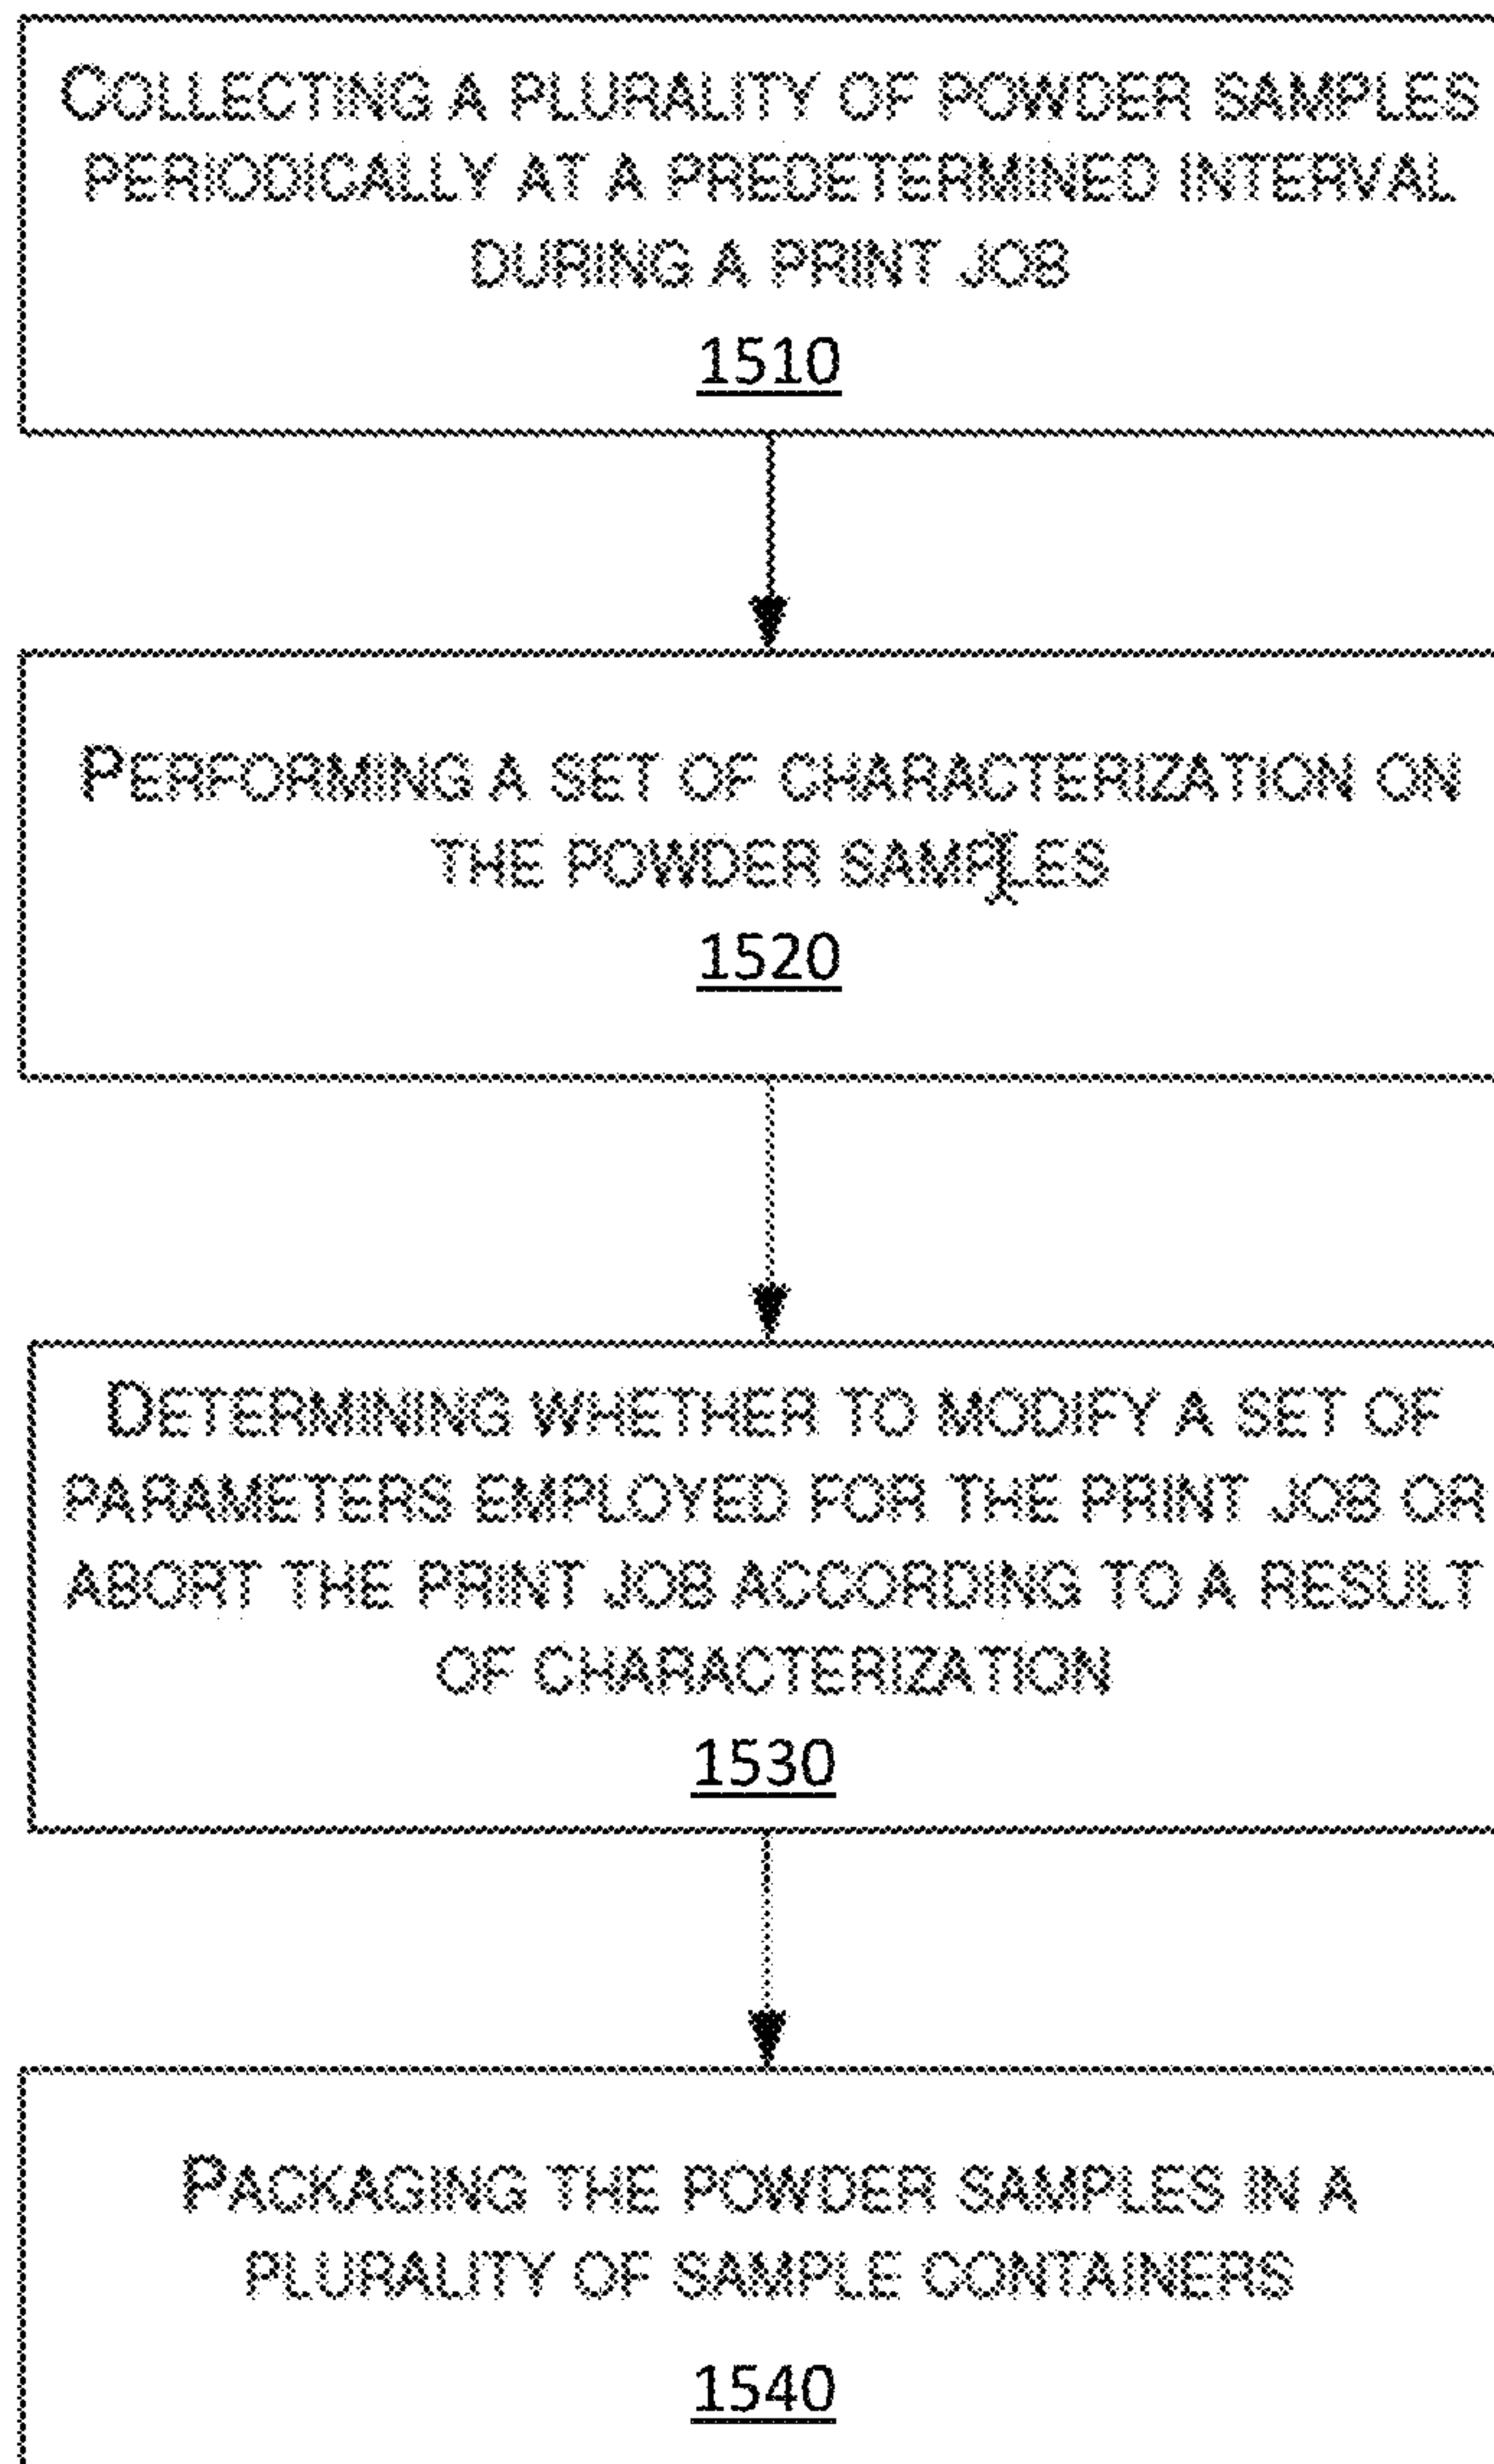 COLLECTING A PLURALITY OF POWDER SAMPLES
PERIODICALLY AT A PREDETERMINED INTERVAL
DURING A PRINT JOB
1510
PERFORMING A SET OF CHARACTERIZATION ON
THE POWDER SAMPLES
1520
DETERMINING WHETHER TO MODIFY A SET OF
PARAMETERS EMPLOYED FOR THE PRINT JOB OR
ABORT THE PRINT JOB ACCORDING TO A RESULT
OF CHARACTERIZATION
1530
PACKAGING THE POWDER SAMPLES IN A
PLURALITY OF SAMPLE CONTAINERS
1540